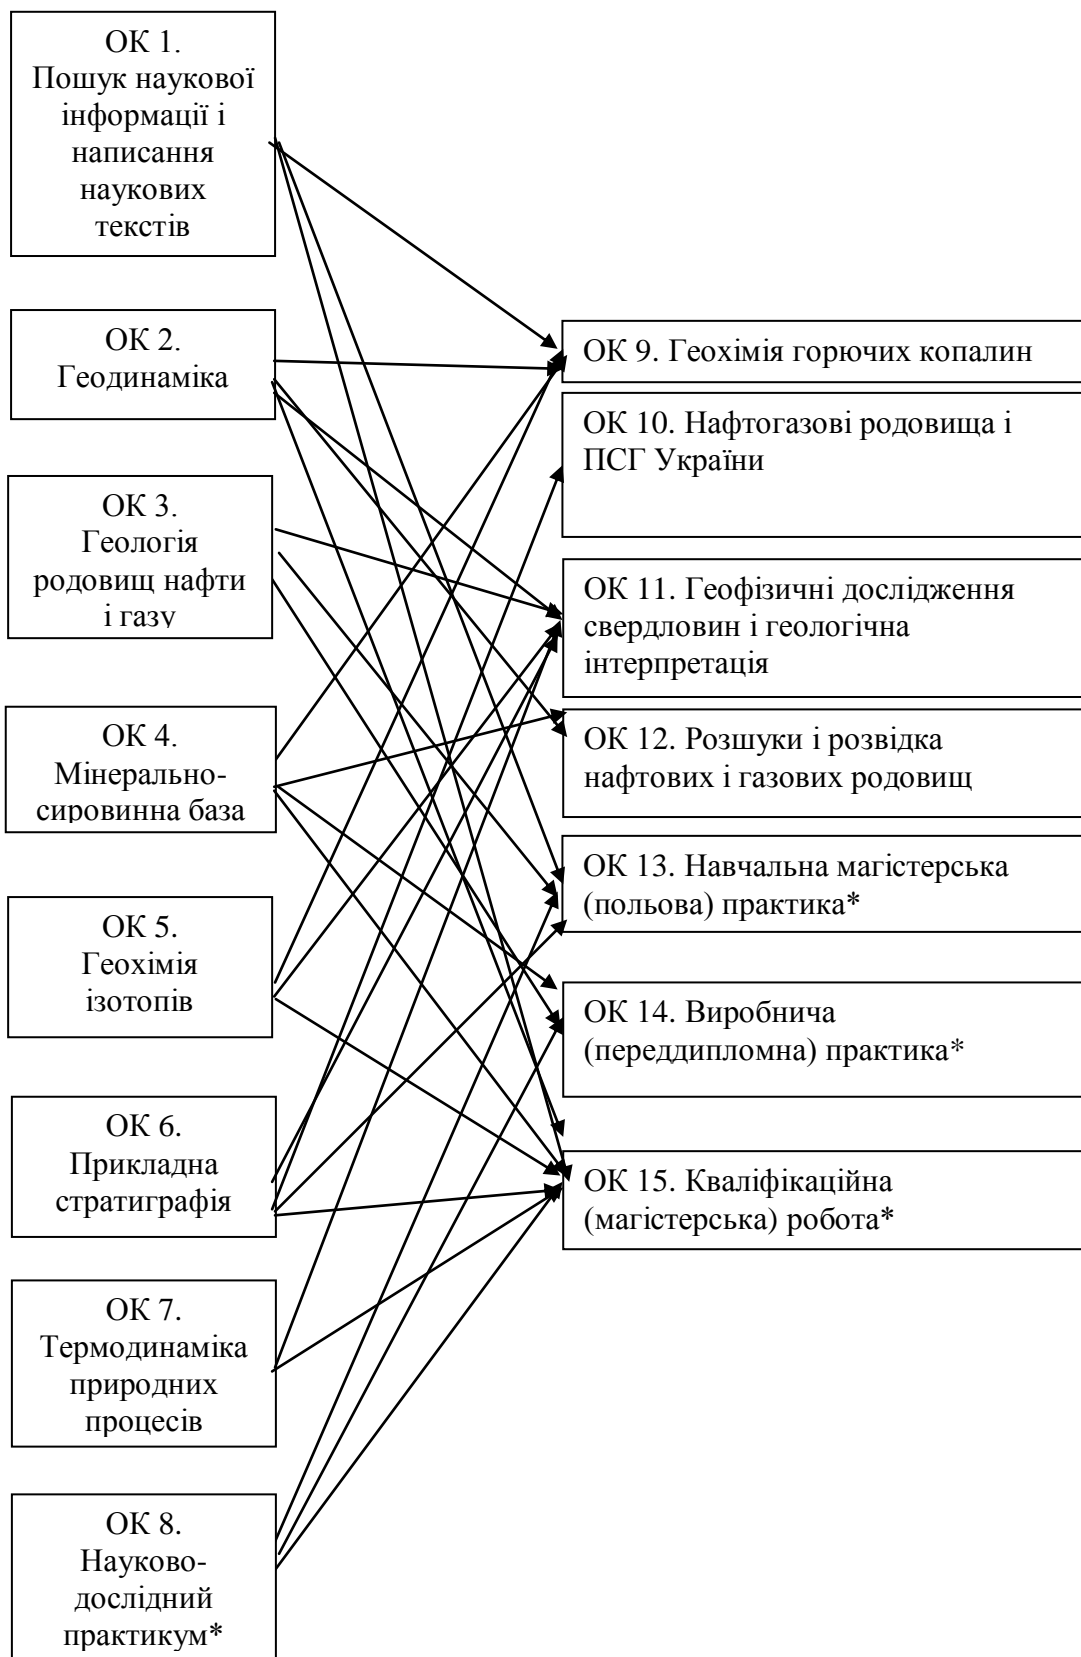 ОК 1.
Пошук наукової
інформації і
написання
наукових
текстів
ОК 2.
Геодинаміка
ОК 3.
Геологія
родовищ нафти
і газу
ОК 4.
Мінерально-
сировинна база
ОК 5.
Геохімія
ізотопів
ОК 6.
Прикладна
стратиграфія
ОК 7.
Термодинаміка
природних
процесів
ОК 8.
Науково-
дослідний
практикум*
ОК 9. Геохімія горючих копалин
ОК 10. Нафтогазові родовища і
ПСГ України
ОК 11. Геофізичні дослідження
свердловин і геологічна
інтерпретація
ОК 12. Розшуки і розвідка
нафтових і газових родовищ
ОК 13. Навчальна магістерська
(польова) практика*
ОК 14. Виробнича
(переддипломна) практика*
ОК 15. Кваліфікаційна
(магістерська) робота*